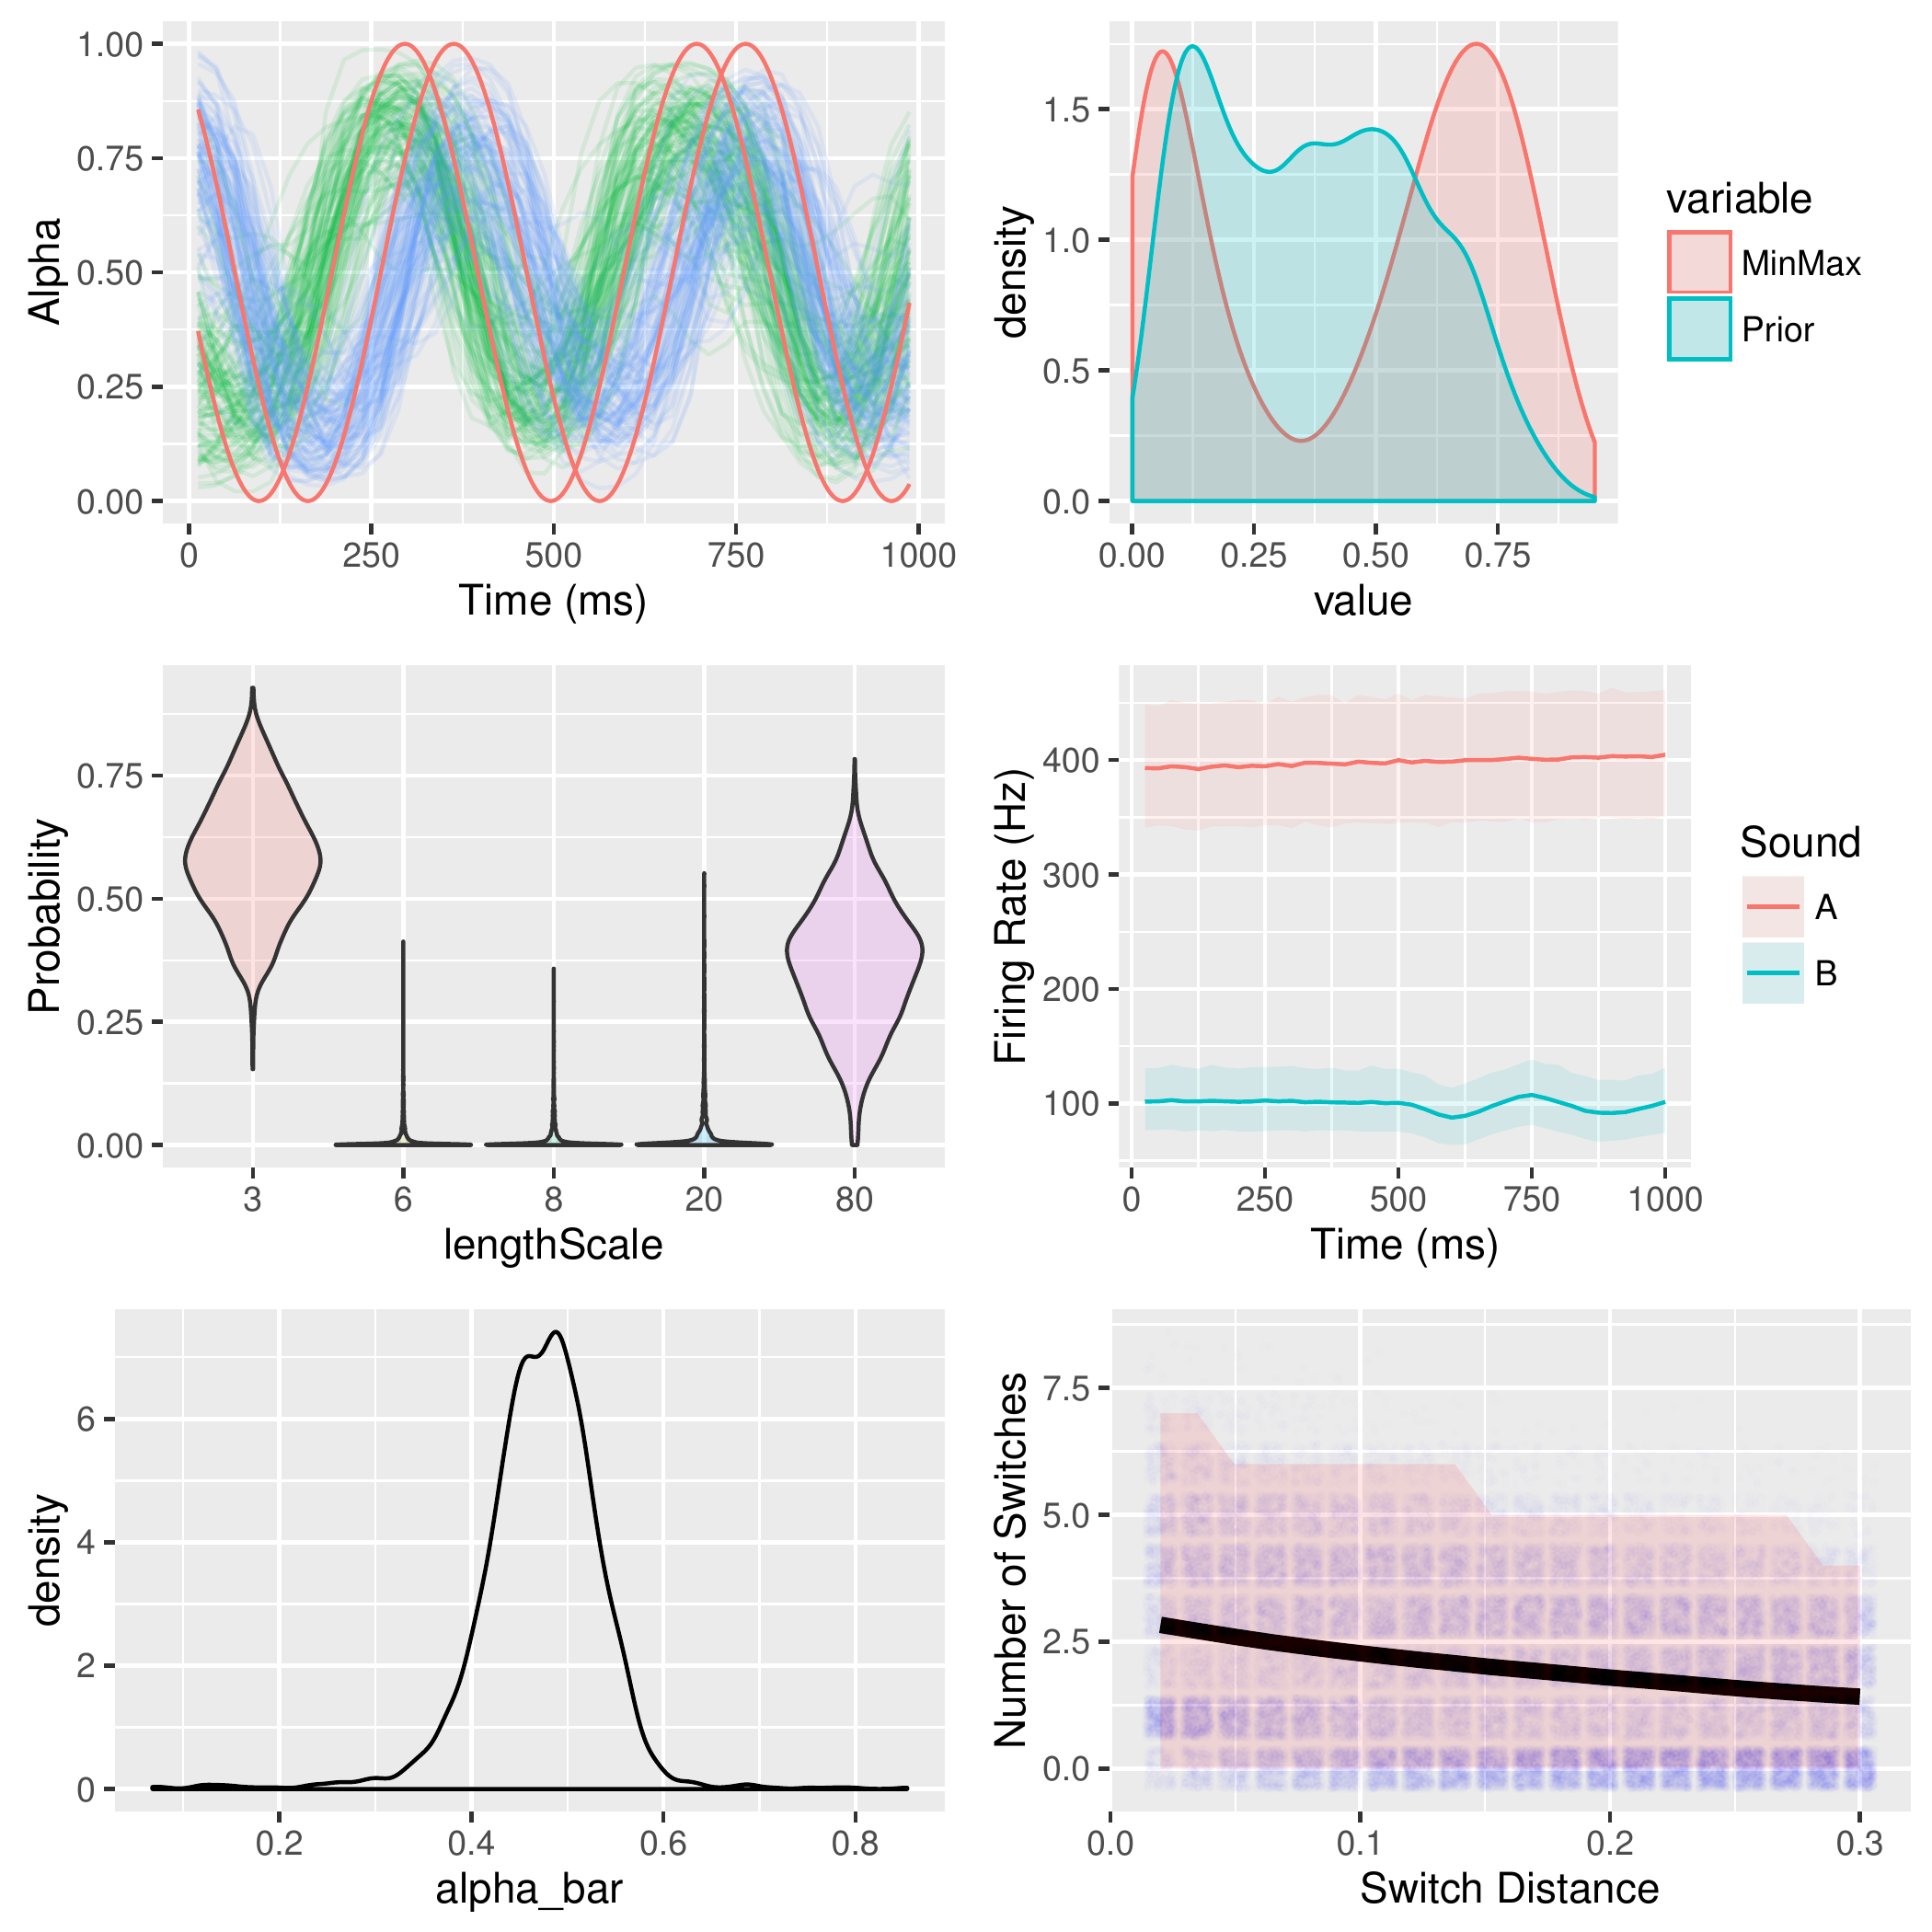 Alpha
1.00
0.75
0.50
0.25
0.00
0 250 500 750 1000
Time (ms)
density
1.5
1.0
0.5
0.0
0.00 0.25 0.50 0.75
value
variable
MinMax
Prior
Probability
0.75
0.50
0.25
0.00
3 6 8 20 80
lengthScale
Firing Rate (Hz)
400
300
200
100
0 250 500 750 1000
Time (ms)
Sound
A
B
density
6
4
2
0
0.2 0.4 0.6 0.8
alpha_bar
Number of Switches
7.5
5.0
2.5
0.0
0.0 0.1 0.2 0.3
Switch Distance